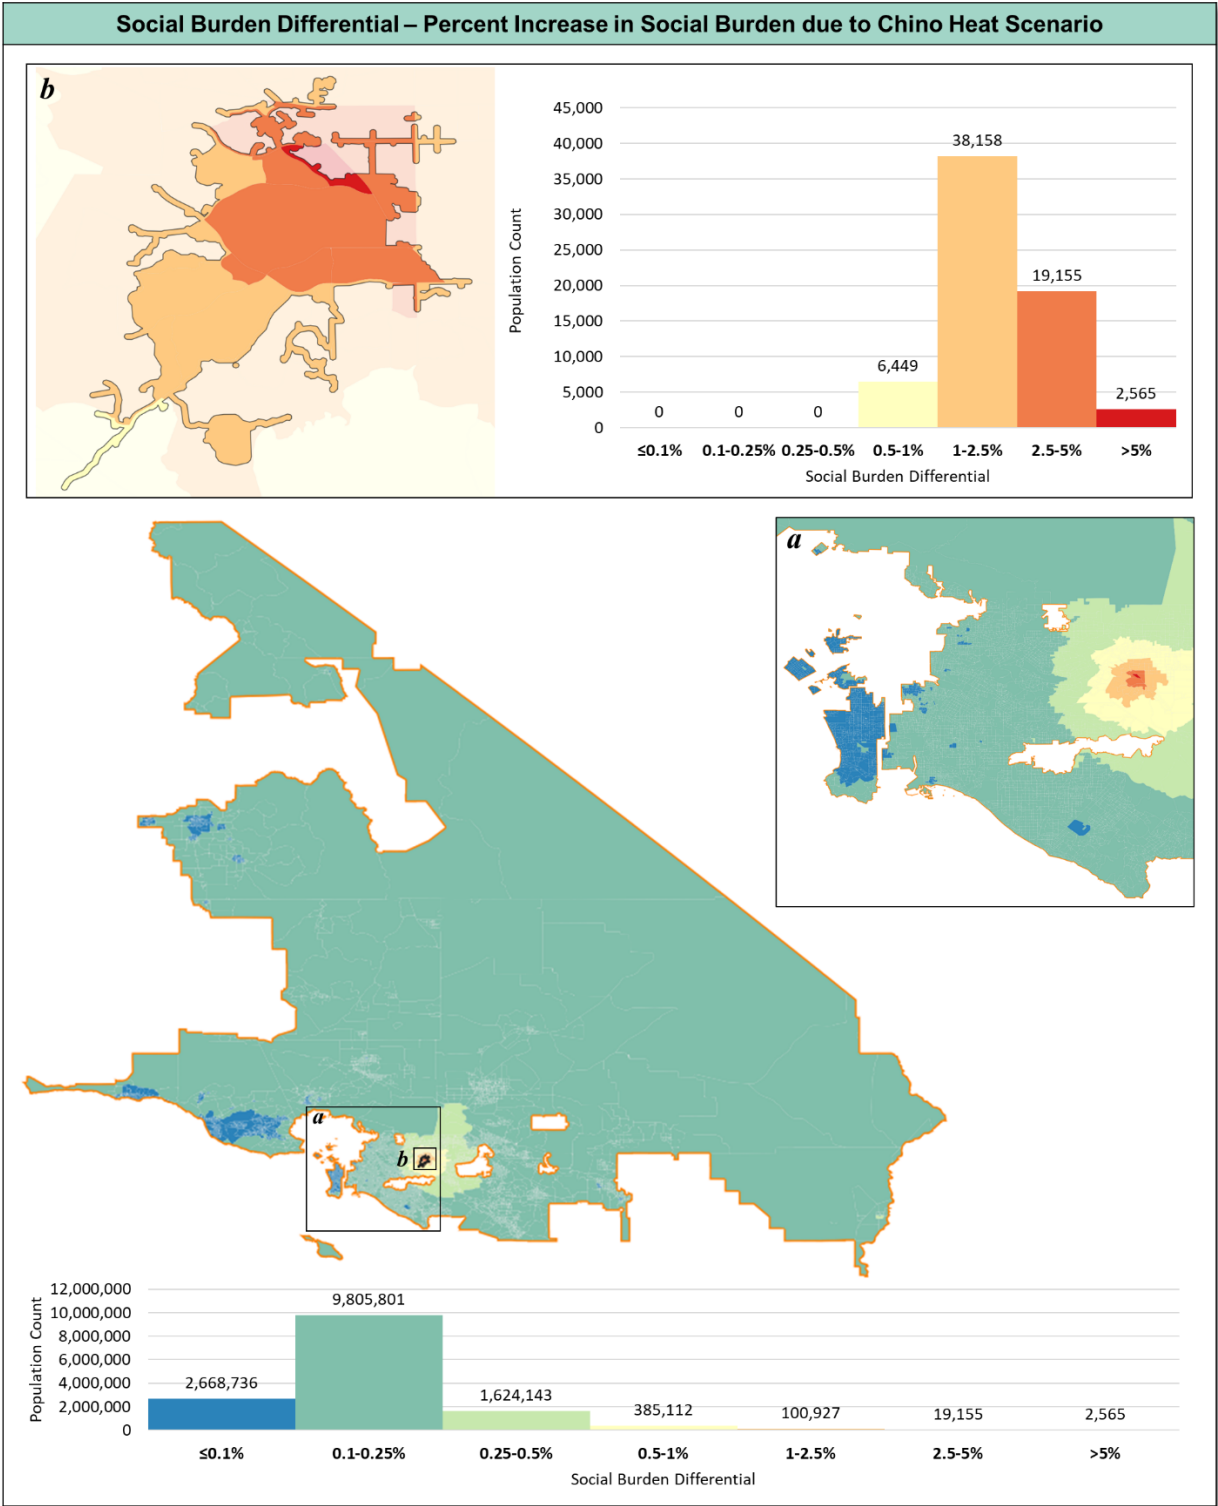 Social Burden Differential – Percent Increase in Social Burden due to Chino Heat Scenario
b
45,000
40,000
35,000
30,000
25,000
20,000
15,000
10,000
5,000
0
Population Count
0
0
0
6,449
38,158
19,155
2,565
≤0.1% 0.1-0.25% 0.25-0.5% 0.5-1% 1-2.5% 2.5-5% >5%
Social Burden Differential
a
a
b
12,000,000
10,000,000
8,000,000
6,000,000
4,000,000
2,000,000
0
Population Count
2,668,736
9,805,801
1,624,143
385,112
100,927
19,155
2,565
≤0.1% 0.1-0.25% 0.25-0.5% 0.5-1% 1-2.5% 2.5-5% >5%
Social Burden Differential